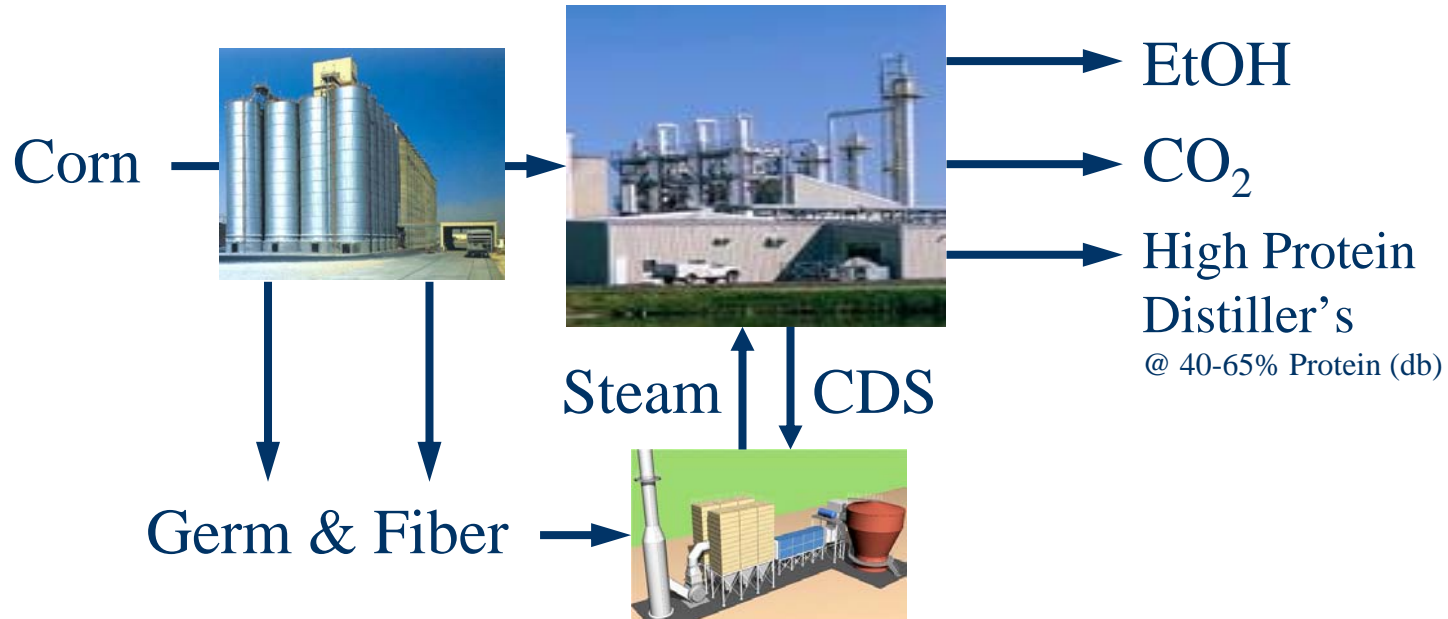 Corn
EtOH
CO₂
High Protein
Distiller’s
@ 40-65% Protein (db)
Steam
CDS
Germ & Fiber